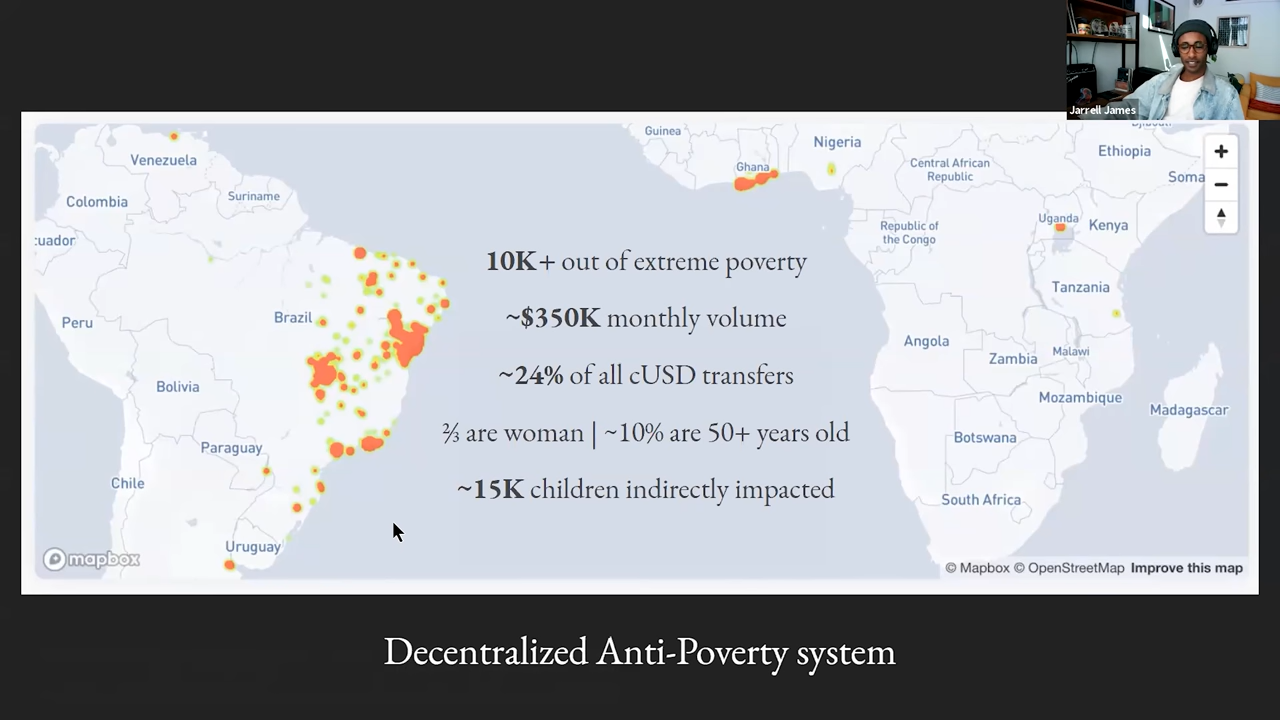 Jarrell James
Guinea
Nigeria
Djibouti
Ethiopia
Venezuela
Ghana
Central African
Republic
Soma
Suriname
Colombia
cuador
Republic of
the Congo
Uganda
Kenya
10K+ out of extreme poverty
Tanzania
Brazil
~$350K monthly volume
Peru
Angola
Zambia
Malawi
~24% of all cUSD transfers
Bolivia
Mozambique
Madagascar
⅔ are woman | ~10% are 50+ years old
Botswana
Paraguay
Chile
~15K children indirectly impacted
South Africa
Uruguay
mapbox
© Mapbox © OpenStreetMap Improve this map
Decentralized Anti-Poverty system